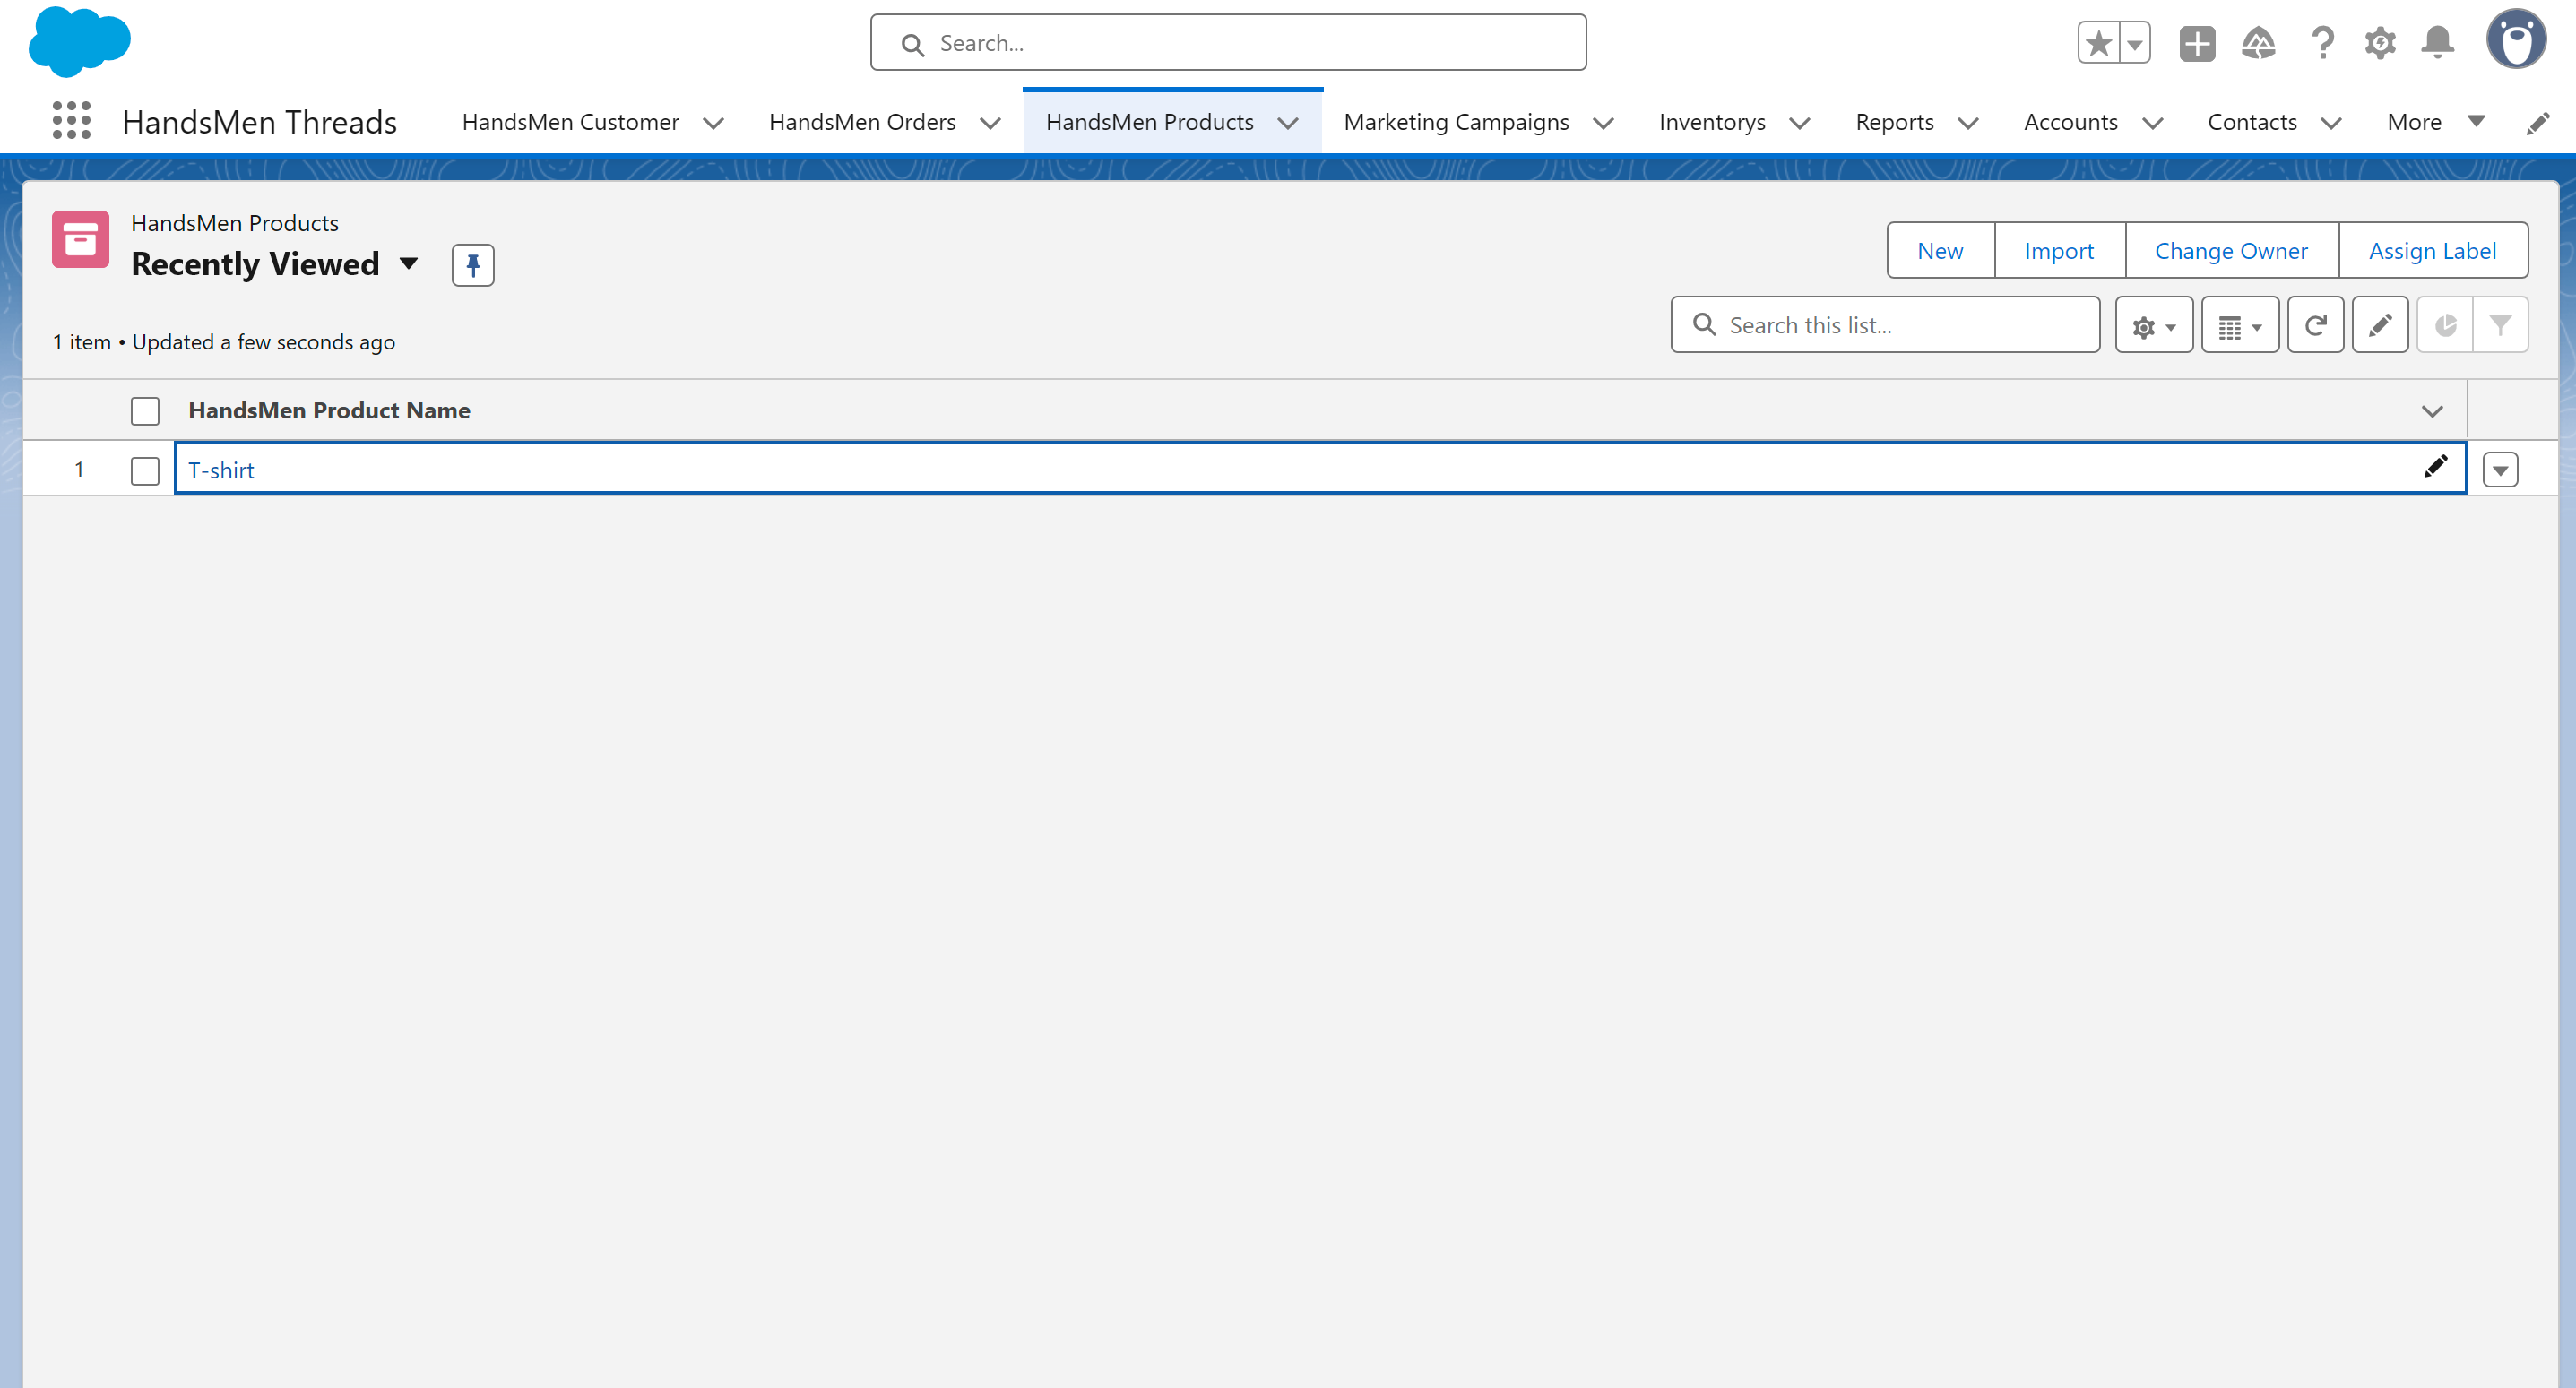 Search...
HandsMen Threads
HandsMen Customer
HandsMen Orders
HandsMen Products
Marketing Campaigns
Inventorys
Reports
Accounts
Contacts
More
HandsMen Products
Recently Viewed
New
Import
Change Owner
Assign Label
1 item • Updated a few seconds ago
Search this list...
HandsMen Product Name
1
T-shirt